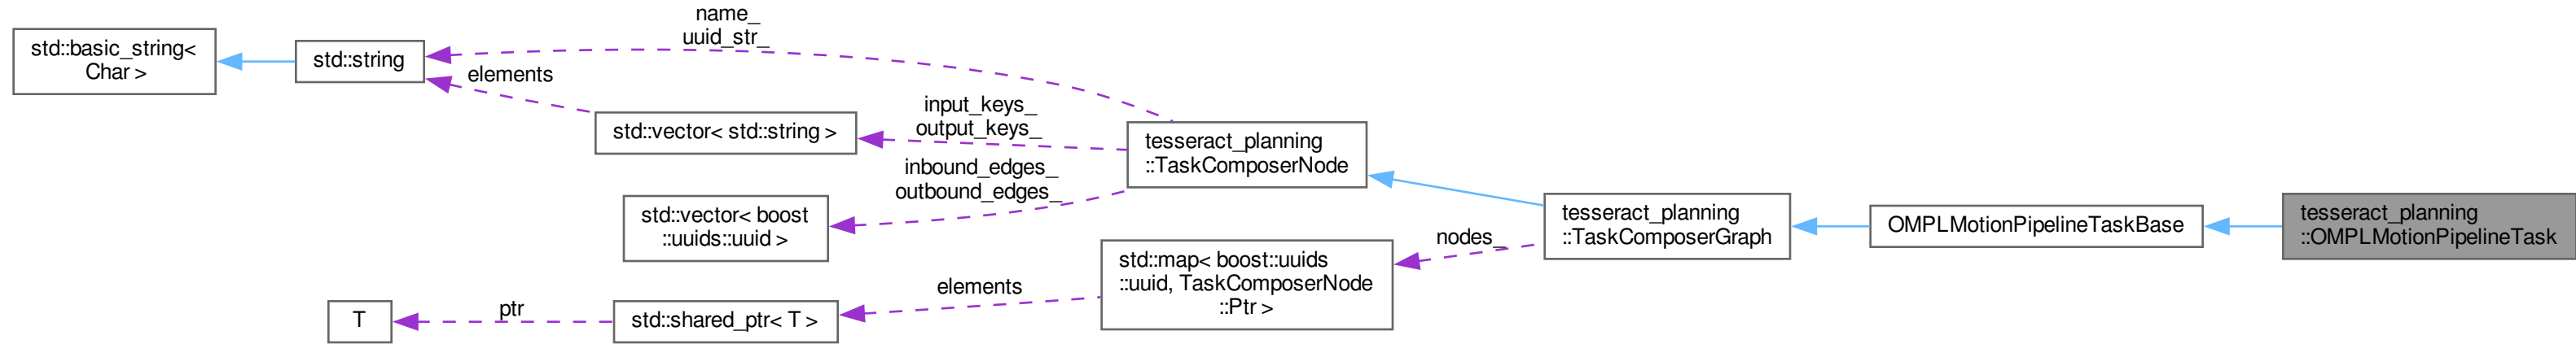 name_
uuid_str_
std::basic_string<
Char >
std::string
elements
std::vector< std::string >
input_keys_
output_keys_
tesseract_planning
::TaskComposerNode
inbound_edges_
outbound_edges_
std::vector< boost
::uuids::uuid >
tesseract_planning
::TaskComposerGraph
OMPLMotionPipelineTaskBase
tesseract_planning
::OMPLMotionPipelineTask
nodes_
std::map< boost::uuids
::uuid, TaskComposerNode
::Ptr >
elements
std::shared_ptr< T >
ptr
T